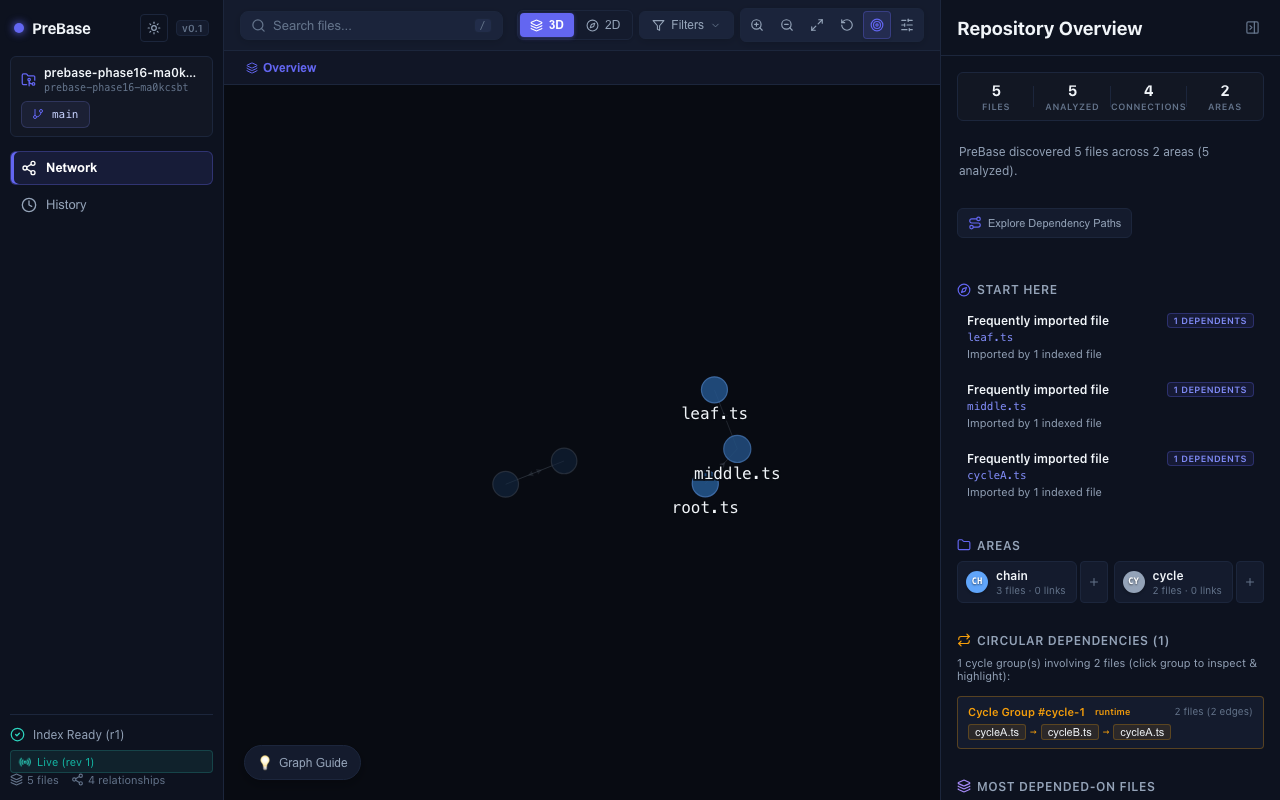 PreBase
v0.1
prebase-phase16-ma0k...
prebase-phase16-ma0kcsbt
main
Network
History
Index Ready (r1)
Live (rev 1)
5 files
4 relationships
Search files...
/
3D
2D
Filters
Overview
leaf.ts
middle.ts
root.ts
Graph Guide
Repository Overview
5
FILES
5
ANALYZED
4
CONNECTIONS
2
AREAS
PreBase discovered 5 files across 2 areas (5
analyzed).
Explore Dependency Paths
START HERE
Frequently imported file
1 DEPENDENTS
leaf.ts
Imported by 1 indexed file
Frequently imported file
1 DEPENDENTS
middle.ts
Imported by 1 indexed file
Frequently imported file
1 DEPENDENTS
cycleA.ts
Imported by 1 indexed file
AREAS
CH
chain
3 files · 0 links
+
CY
cycle
2 files · 0 links
+
CIRCULAR DEPENDENCIES (1)
1 cycle group(s) involving 2 files (click group to inspect &
highlight):
Cycle Group #cycle-1 runtime
2 files (2 edges)
cycleA.ts → cycleB.ts → cycleA.ts
MOST DEPENDED-ON FILES